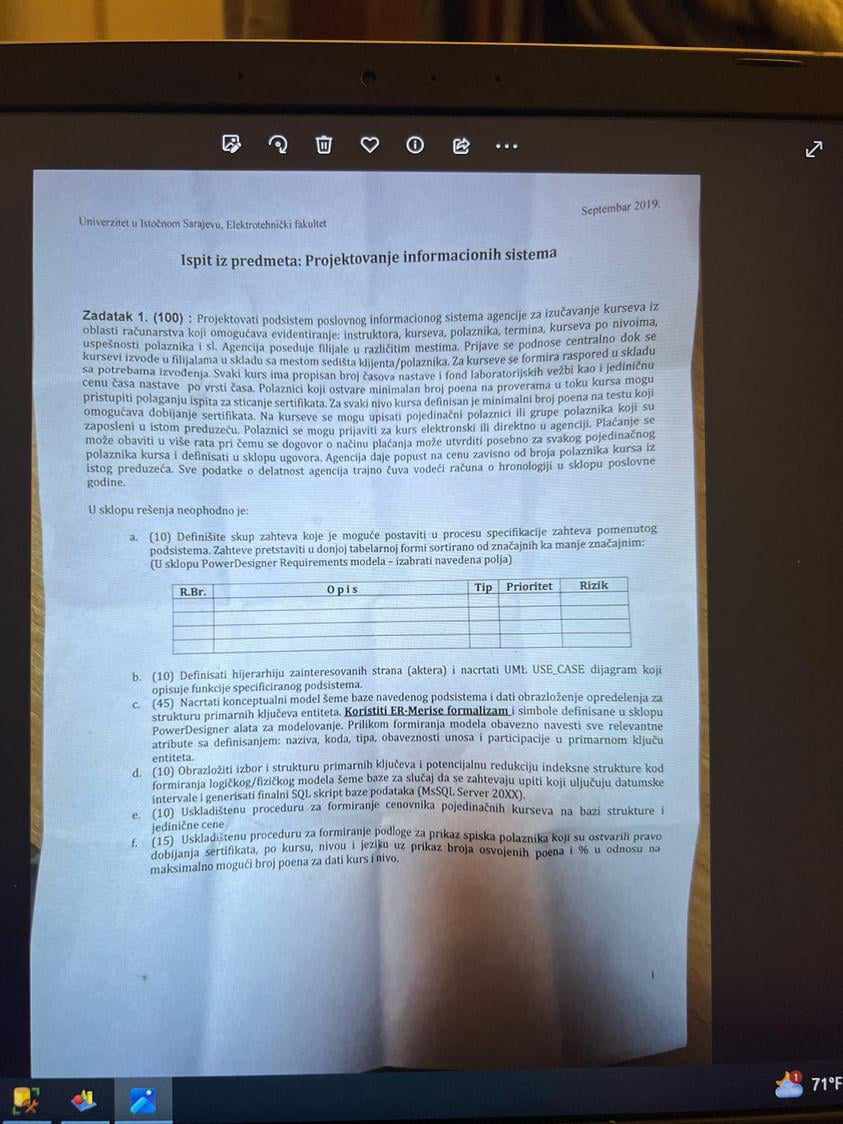 Univerzitet u Istočnom Sarajevu, Elektrotehnički fakultet
Septembar 2019.
Ispit iz predmeta: Projektovanje informacionih sistema
Zadatak 1. (100) : Projektovati podsistem poslovnog informacionog sistema agencije za izučavanje kurseva iz
oblasti računarstva koji omogućava evidentiranje: instruktora, kurseva, polaznika, termina, kurseva po nivoima,
uspešnosti polaznika i sl. Agencija poseduje filijale u različitim mestima. Prijave se podnose centralno dok se
kursevi izvode u filijalama u skladu sa mestom sedišta klijenta/polaznika. Za kurseve se formira raspored u skladu
sa potrebama izvođenja. Svaki kurs ima propisan broj časova nastave i fond laboratorijskih vežbi kao i jediničnu
cenu časa nastave po vrsti časa. Polaznici koji ostvare minimalan broj poena na proverama u toku kursa mogu
pristupiti polaganju ispita za sticanje sertifikata. Za svaki nivo kursa definisan je minimalni broj poena na testu koji
omogućava dobijanje sertifikata. Na kurseve se mogu upisati pojedinačni polaznici ili grupe polaznika koji su
zaposleni u istom preduzeću. Polaznici se mogu prijaviti za kurs elektronski ili direktno u agenciji. Plaćanje se
može obaviti u više rata pri čemu se dogovor o načinu plaćanja može utvrditi posebno za svakog pojedinačnog
polaznika kursa i definisati u sklopu ugovora. Agencija daje popust na cenu zavisno od broja polaznika kursa iz
istog preduzeća. Sve podatke o delatnost agencija trajno čuva vodeći računa o hronologiji u sklopu poslovne
godine.
U sklopu rešenja neophodno je:
a. (10) Definišite skup zahteva koje je moguće postaviti u procesu specifikacije zahteva pomenutog
podsistema. Zahteve pretstaviti u donjoj tabelarnoj formi sortirano od značajnih ka manje značajnim:
(U sklopu PowerDesigner Requirements modela – izabrati navedena polja)
R.Br. O p i s Tip Prioritet Rizik
b. (10) Definisati hijerarhiju zainteresovanih strana (aktera) i nacrtati UML USE_CASE dijagram koji
opisuje funkcije specificiranog podsistema.
c. (45) Nacrtati konceptualni model šeme baze navedenog podsistema i dati obrazloženje opredelenja za
strukturu primarnih ključeva entiteta. Koristiti ER-Merise formalizam i simbole definisane u sklopu
PowerDesigner alata za modelovanje. Prilikom formiranja modela obavezno navesti sve relevantne
atribute sa definisanjem: naziva, koda, tipa, obaveznosti unosa i participacije u primarnom ključu
entiteta.
d. (10) Obrazložiti izbor i strukturu primarnih ključeva i potencijalnu redukciju indeksne strukture kod
formiranja logičkog/fizičkog modela šeme baze za slučaj da se zahtevaju upiti koji uljučuju datumske
intervale i generisati finalni SQL skript baze podataka (MsSQL Server 20XX).
e. (10) Uskladištenu proceduru za formiranje cenovnika pojedinačnih kurseva na bazi strukture i
jedinične cene
f. (15) Uskladištenu proceduru za formiranje podloge za prikaz spiska polaznika koji su ostvarili pravo
dobijanja sertifikata, po kursu, nivou i jeziku uz prikaz broja osvojenih poena i % u odnosu na
maksimalno mogući broj poena za dati kurs i nivo.
1
71°F